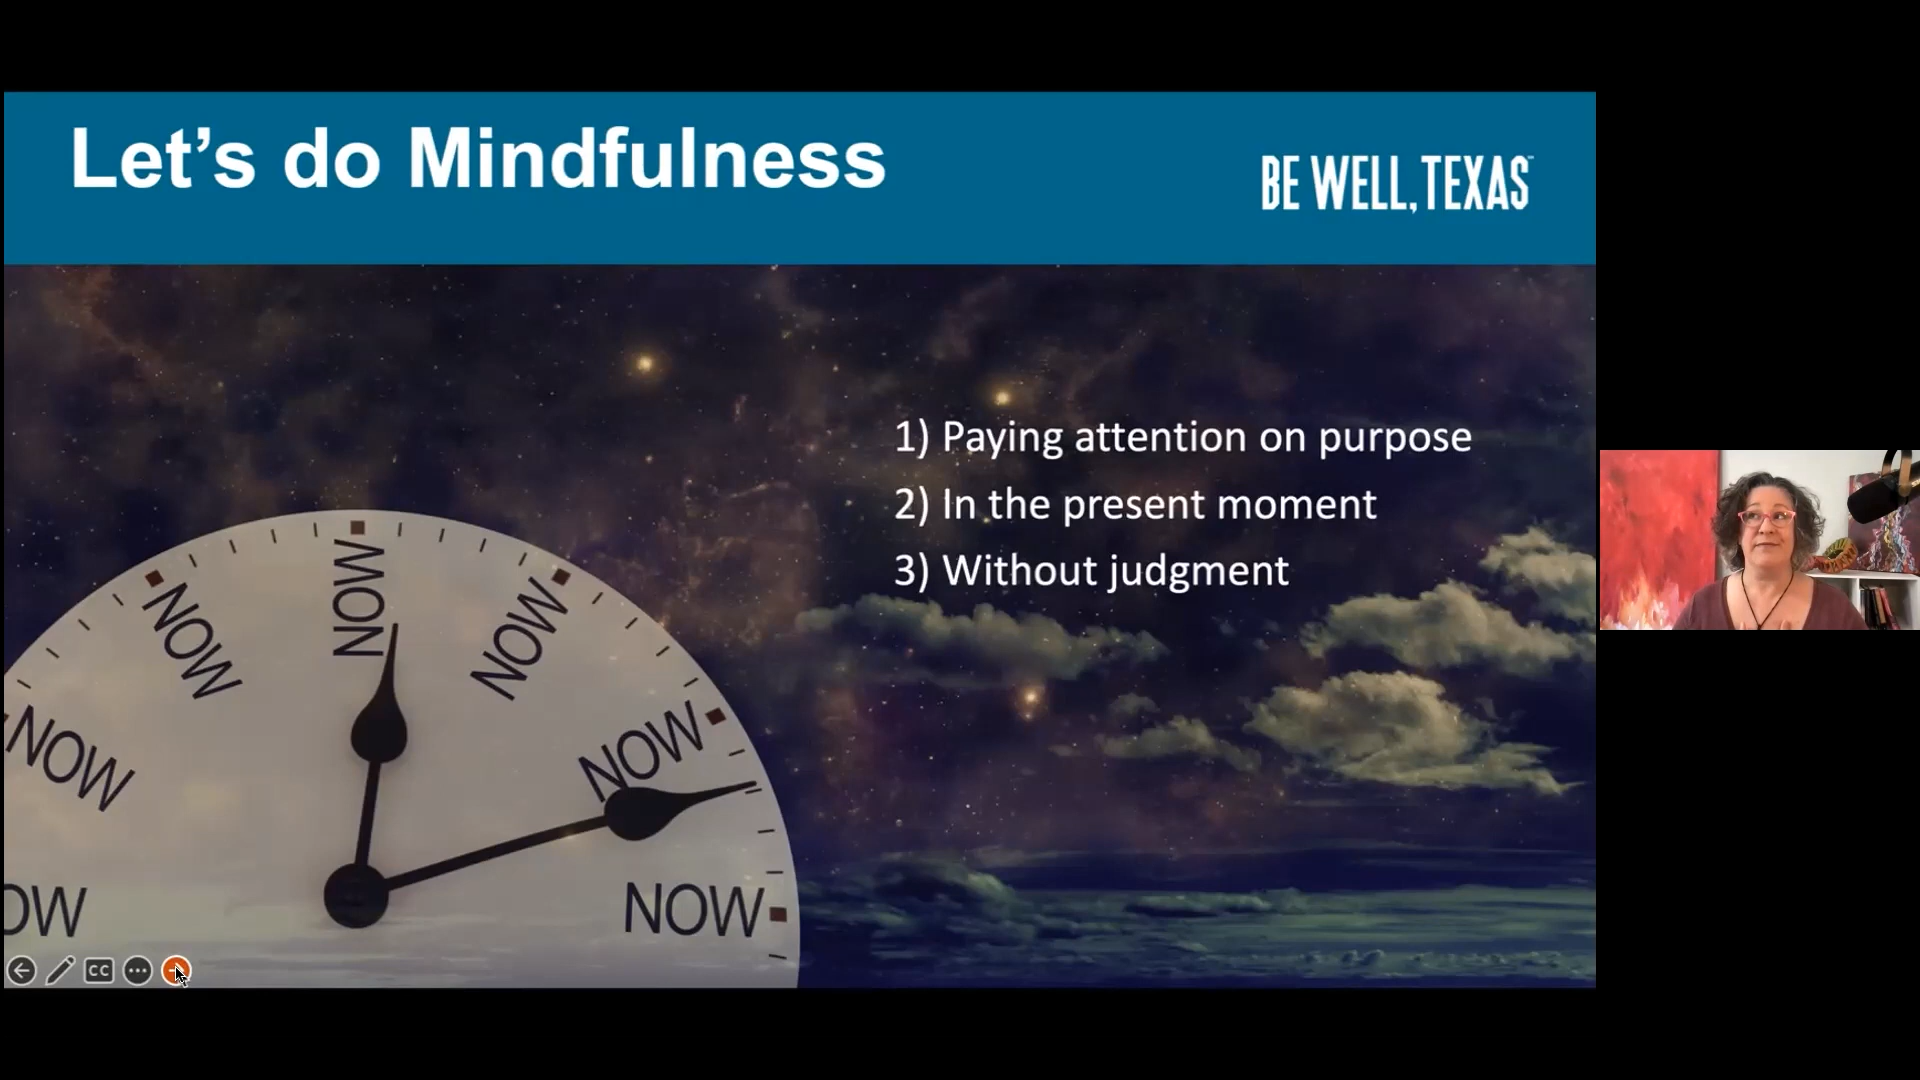 Let’s do Mindfulness
BE WELL, TEXAS
1) Paying attention on purpose
2) In the present moment
3) Without judgment
NOW
NOW
NOW
NOW
NOW
NOW
OW
CC